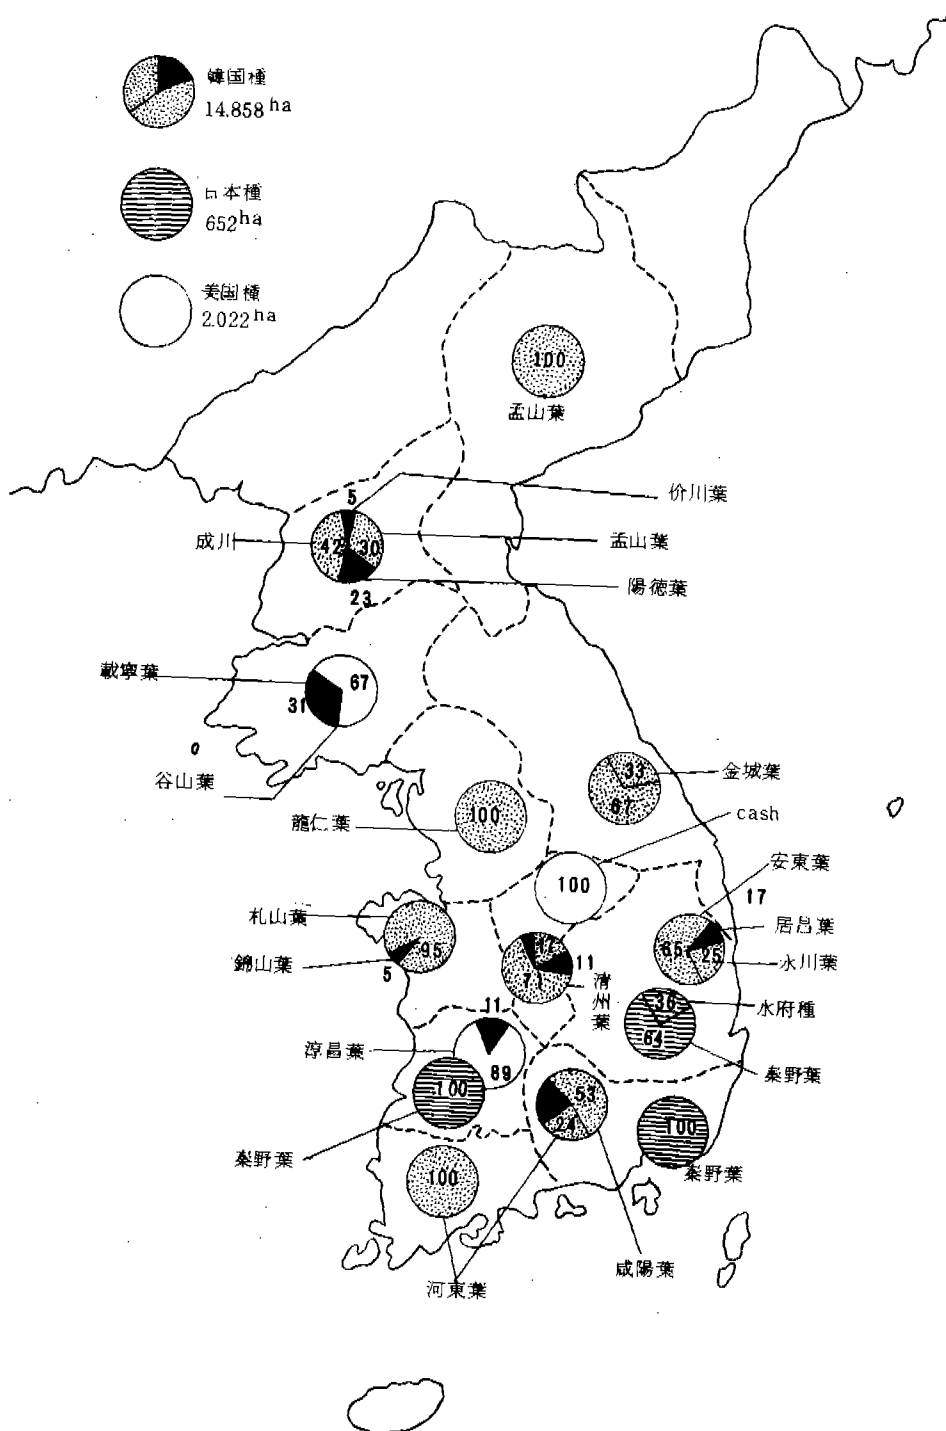 韓国種
14.858 ha
日本種
652 ha
美国種
2.022 ha
100
孟山葉
5
价川葉
成川
42
30
孟山葉
陽徳葉
23
載寧葉
67
31
谷山葉
33
金城葉
67
龍仁葉
100
cash
100
安東葉
17
札山葉
95
居昌葉
65
25
永川葉
錦山葉
5
17
11
71
清州葉
36
水府種
64
11
淳昌葉
89
秦野葉
100
53
24
100
秦野葉
秦野葉
100
咸陽葉
河東葉